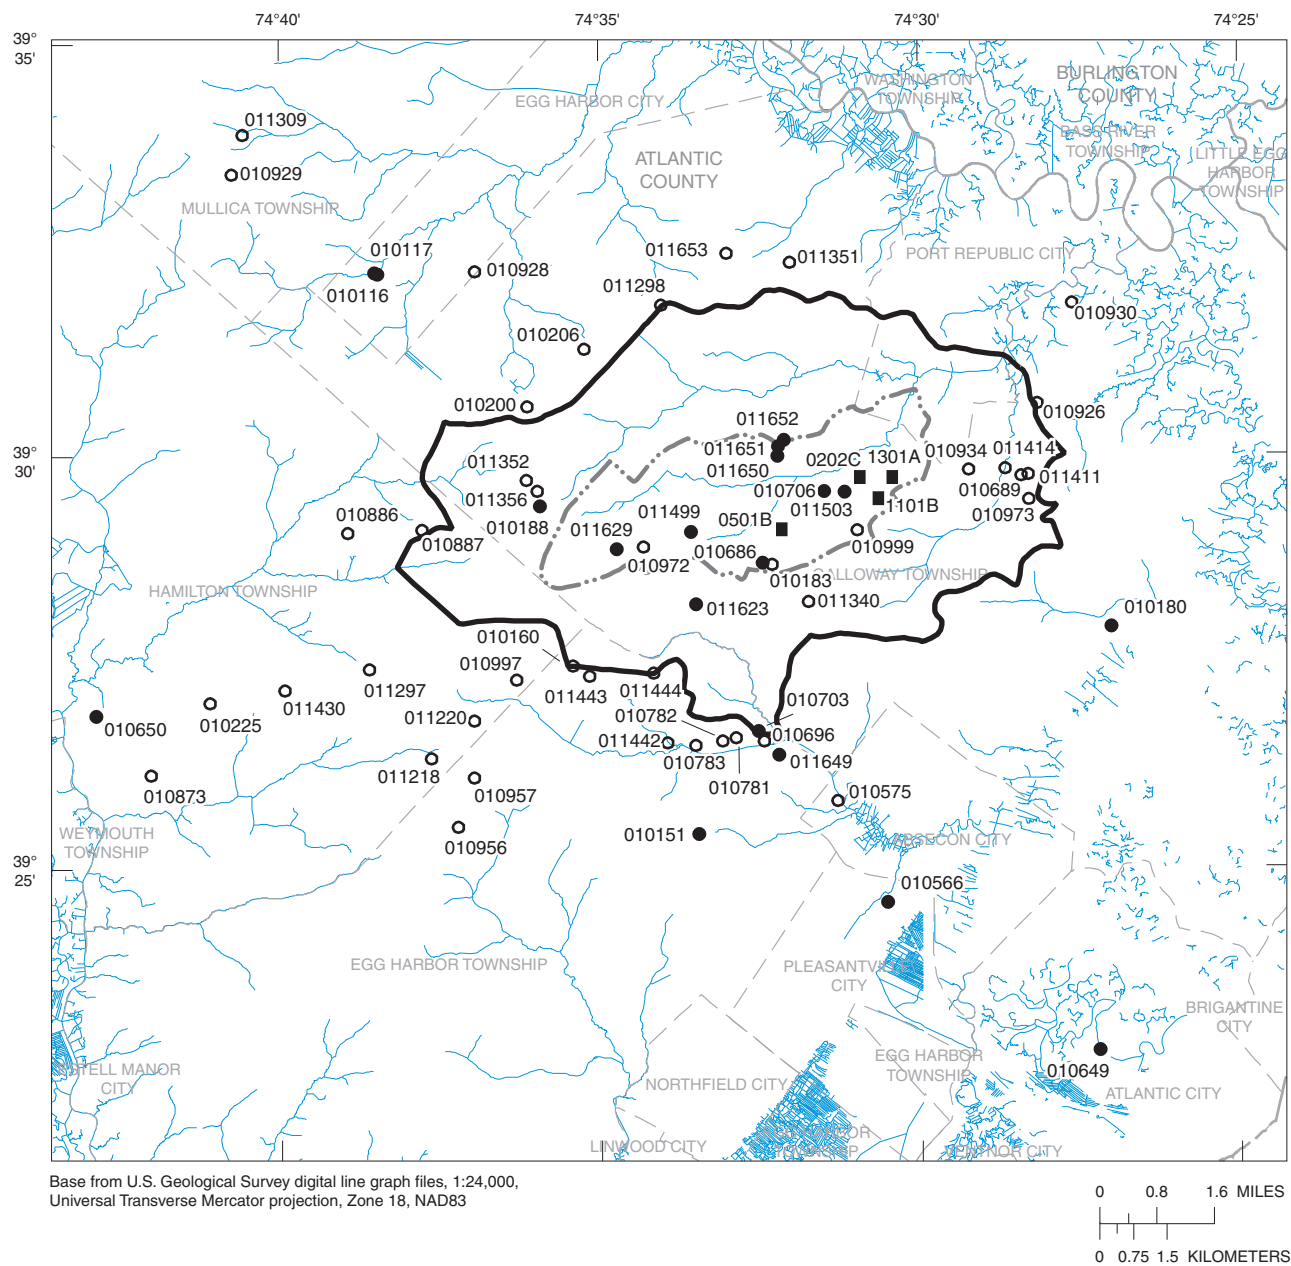 74°40'
74°35'
74°30'
74°25'
39°
35'
BURLINGTON
COUNTY
WASHINGTON
TOWNSHIP
EGG HARBOR CITY
011309
BASS RIVER
TOWNSHIP
ATLANTIC
COUNTY
LITTLE EGG
HARBOR
TOWNSHIP
010929
MULLICA TOWNSHIP
010117
011653
011351
PORT REPUBLIC CITY
010928
010116
011298
010930
010206
010200
010926
011652
011651
011650
0202C
1301A
010934
011414
39°
30'
011352
011411
010706
010689
011356
011503
1101B
010973
010188
011499
0501B
010886
011629
010887
010686
010999
010972
010183
GALLOWAY TOWNSHIP
HAMILTON TOWNSHIP
011623
011340
010180
010160
010997
011297
011443
011444
010703
011430
010225
010650
011220
010782
010696
011442
010783
011649
011218
010781
010873
010957
010575
WEYMOUTH
TOWNSHIP
010151
ABSECON CITY
010956
39°
25'
010566
EGG HARBOR TOWNSHIP
PLEASANTVILLE
CITY
BRIGANTINE
CITY
EGG HARBOR
TOWNSHIP
010649
ESTELL MANOR
CITY
NORTHFIELD CITY
ATLANTIC CITY
LINWOOD CITY
TOWNSHIP
VENTNOR CITY
Base from U.S. Geological Survey digital line graph files, 1:24,000,
Universal Transverse Mercator projection, Zone 18, NAD83
0 0.8 1.6 MILES
0 0.75 1.5 KILOMETERS